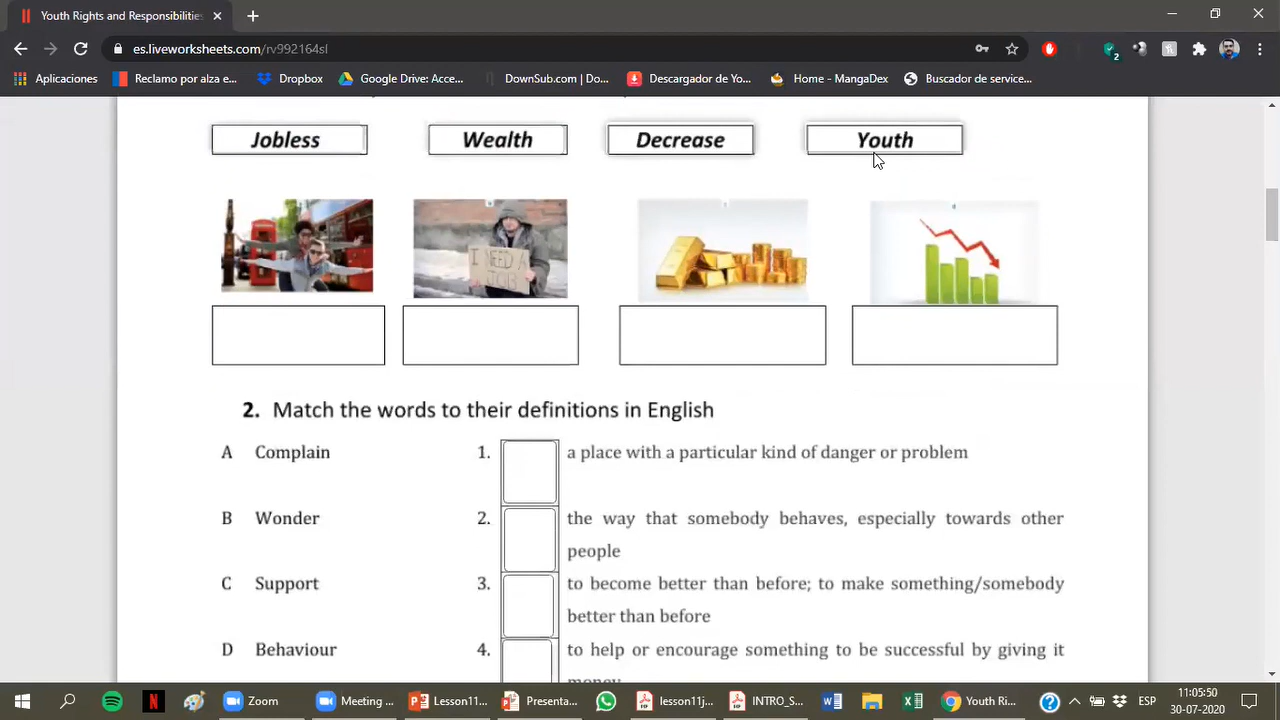 Youth Rights and Responsibilities
es.liveworksheets.com/rv992164sl
Aplicaciones
Reclamo por alza e...
Dropbox
Google Drive: Acce...
DownSub.com | Do...
Descargador de Yo...
Home - MangaDex
Buscador de service...
Jobless
Wealth
Decrease
Youth
I NEED A
JOB
2. Match the words to their definitions in English
A Complain
1. a place with a particular kind of danger or problem
B Wonder
2. the way that somebody behaves, especially towards other
people
C Support
3. to become better than before; to make something/somebody
better than before
D Behaviour
4. to help or encourage something to be successful by giving it
money
Zoom
Meeting ...
Lesson11...
Presenta...
lesson11j...
INTRO_S...
Youth Ri...
ESP
11:05:50
30-07-2020